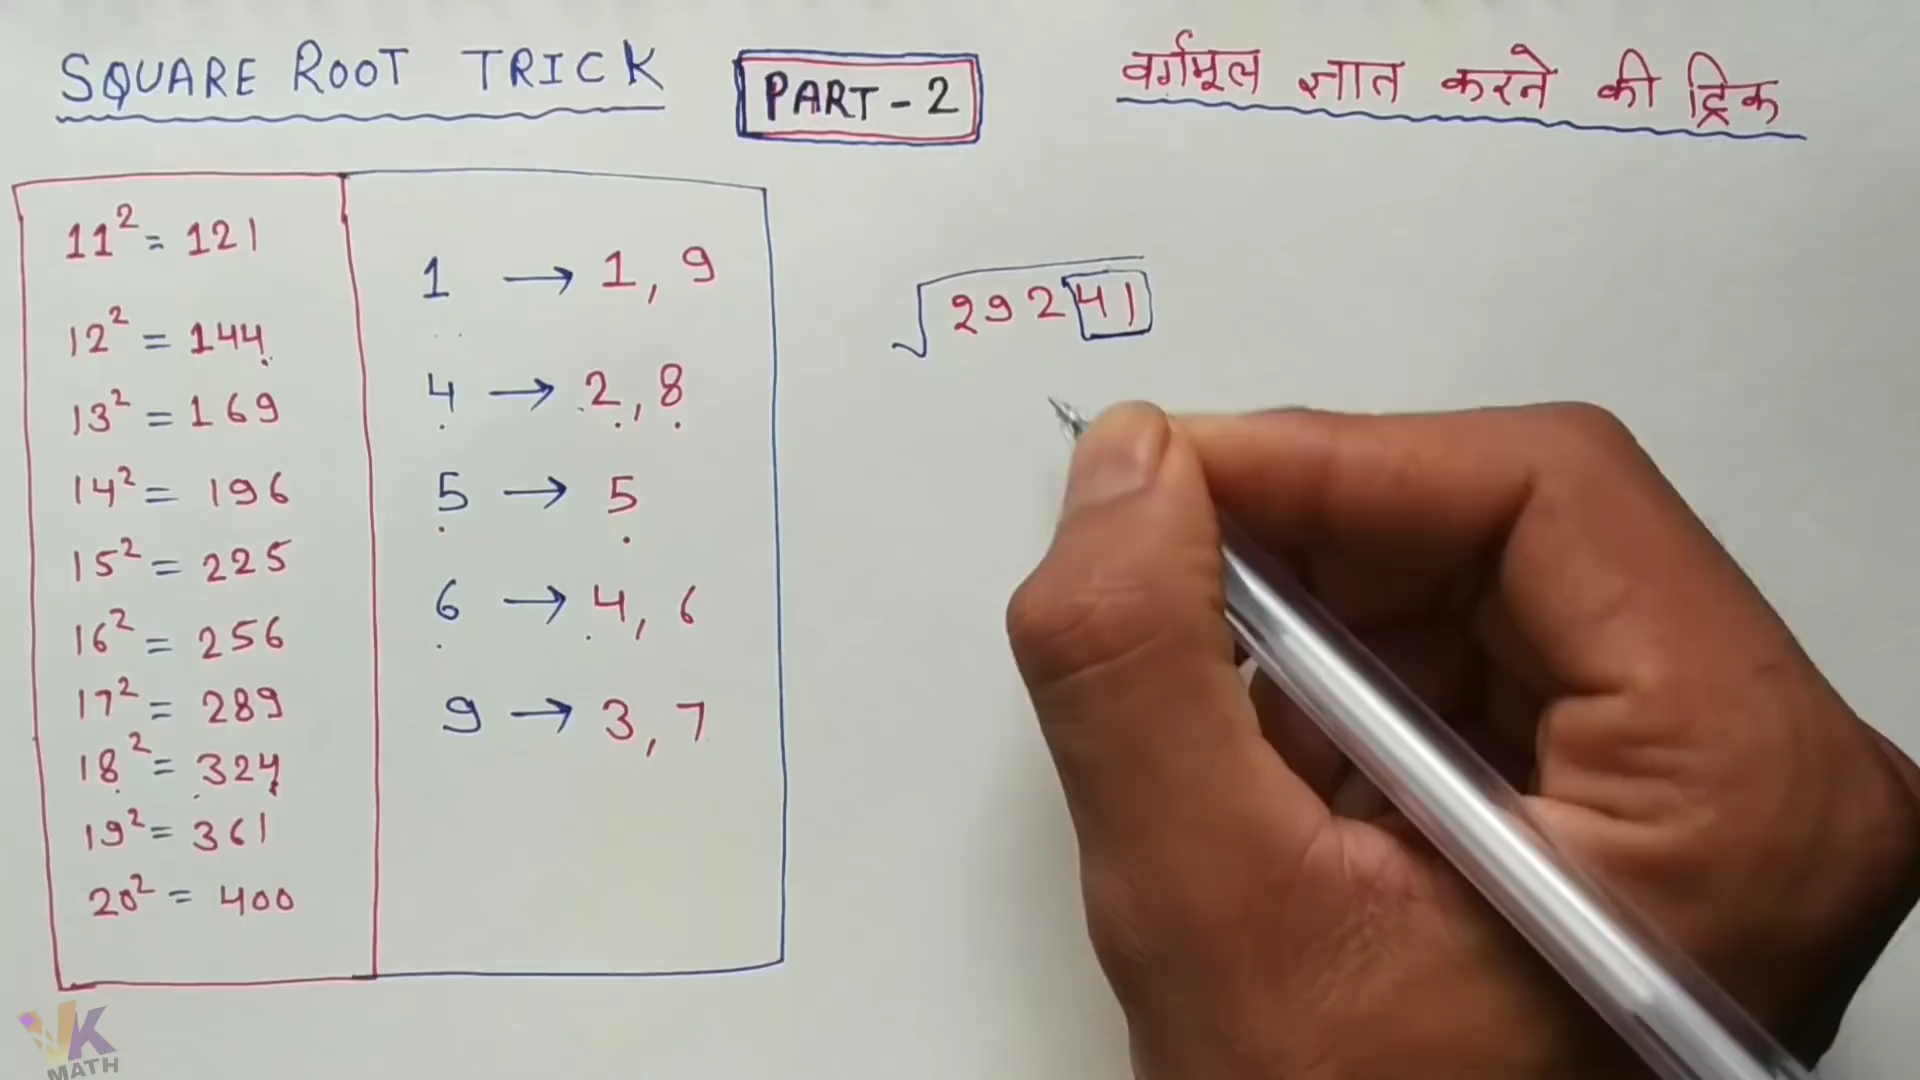 SQUARE ROOT TRICK
PART - 2
वर्गमूल ज्ञात करने की ट्रिक
11² = 121
12² = 144
13² = 169
14² = 196
15² = 225
16² = 256
17² = 289
18² = 324
19² = 361
20² = 400
1 → 1, 9
4 → 2, 8
5 → 5
6 → 4, 6
9 → 3, 7
√29241
VK
MATH